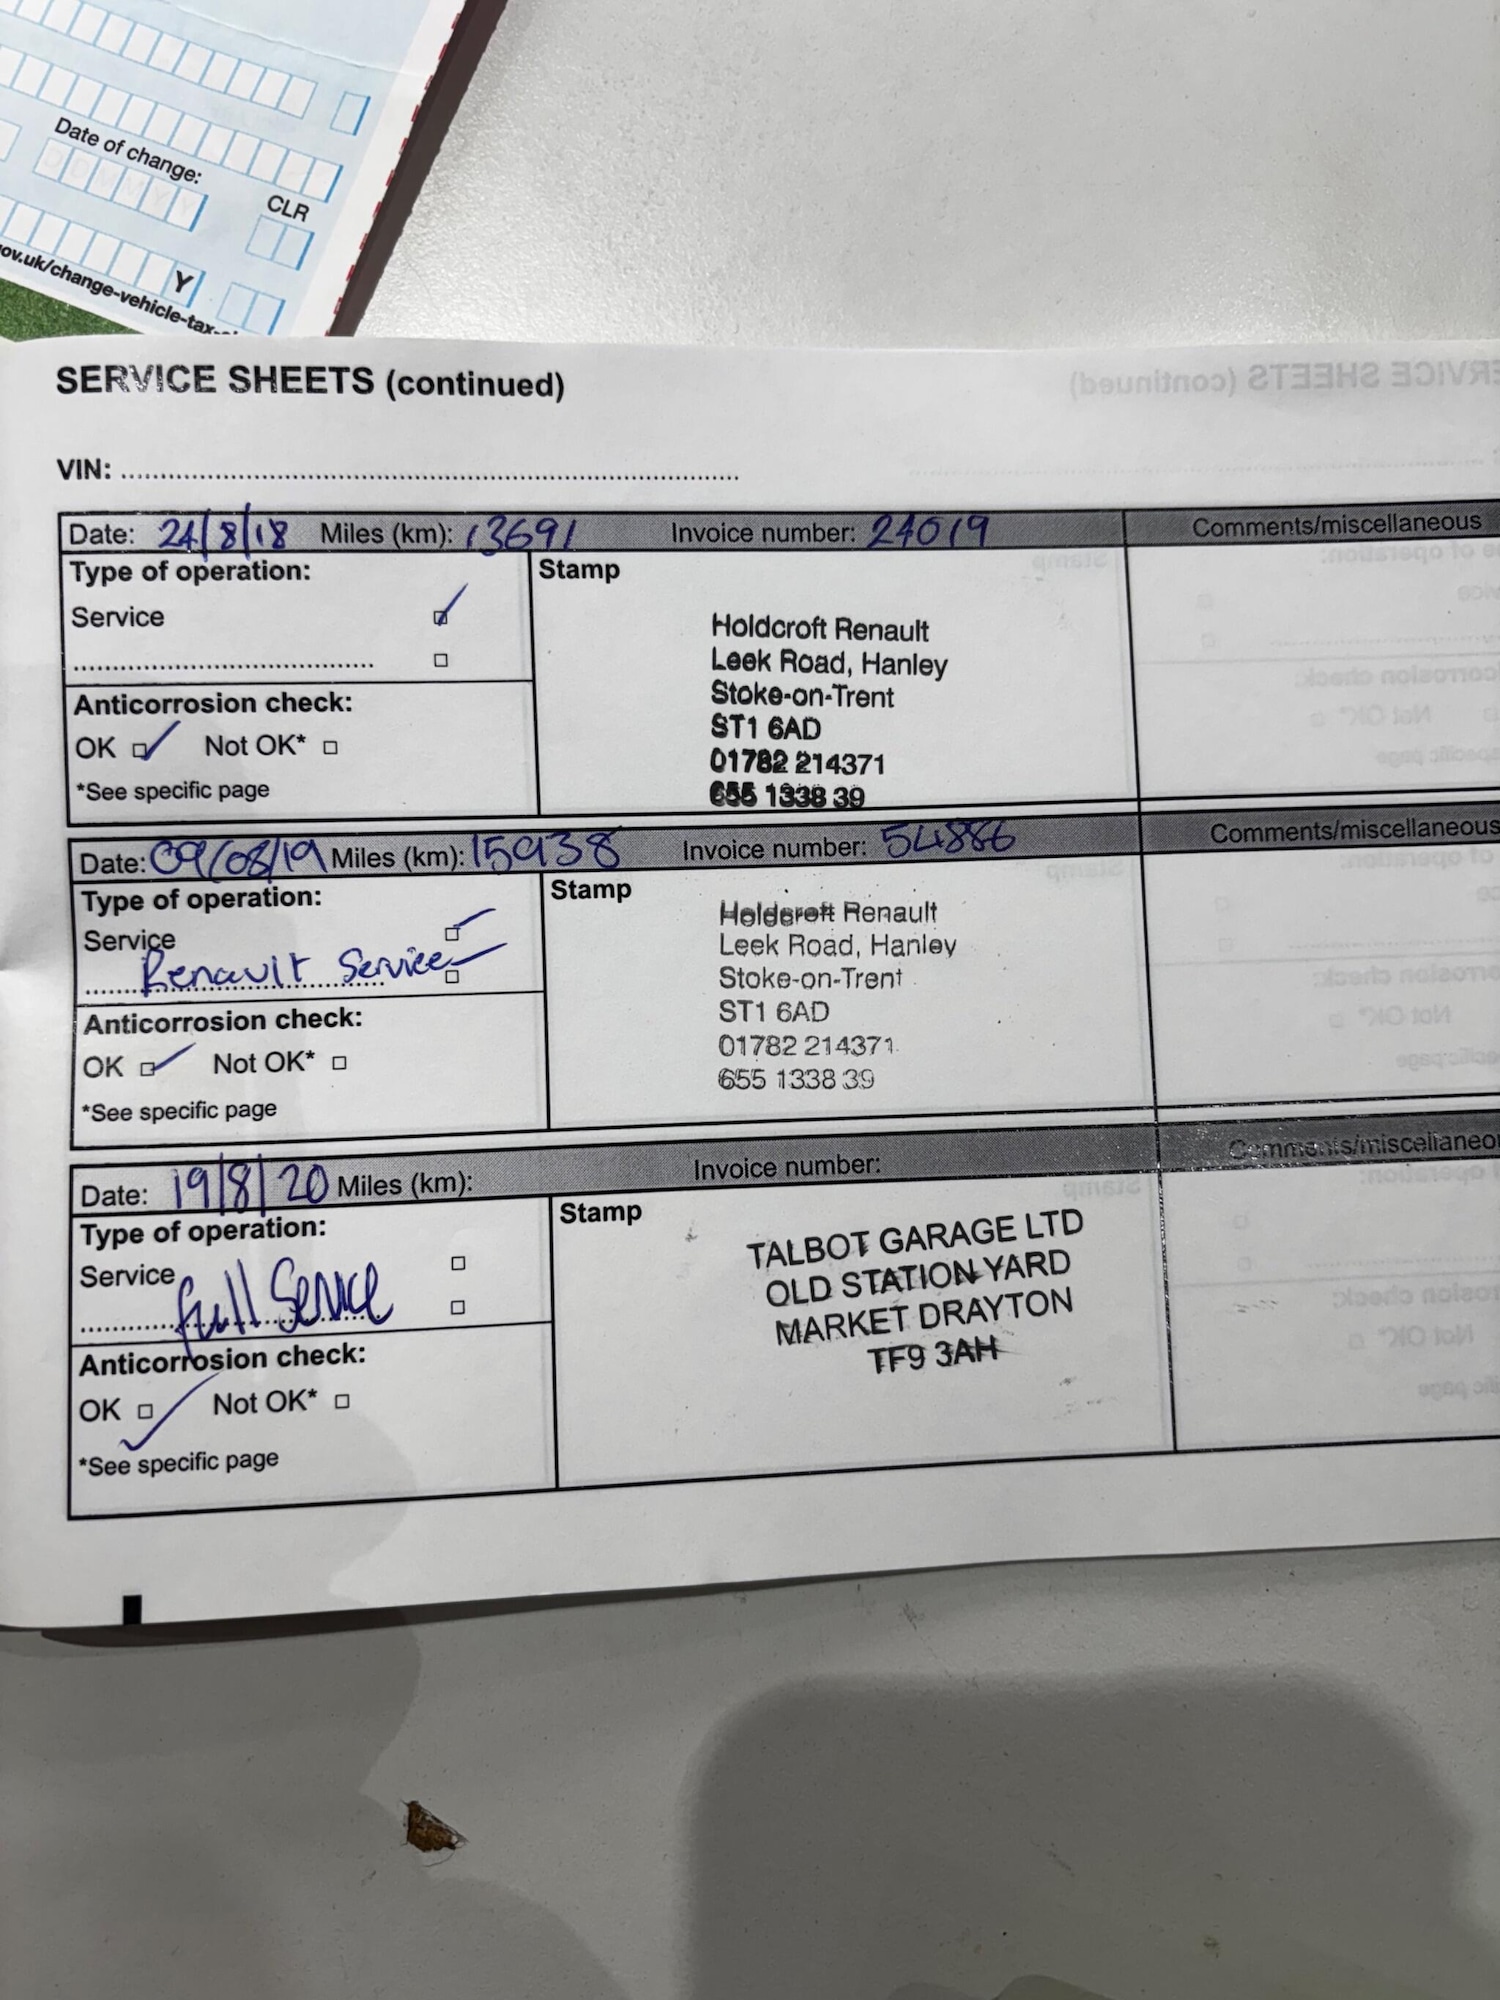 Date of change:
CLR
Y
ov.uk/change-vehicle-tax-
SERVICE SHEETS (continued)
VIN:
Date: 24/8/18 Miles (km): 13691 Invoice number: 24019 Comments/miscellaneous
Type of operation:
Service
Stamp
Holdcroft Renault
Leek Road, Hanley
Stoke-on-Trent
ST1 6AD
01782 214371
655 1338 39
Anticorrosion check:
OK Not OK*
*See specific page
Date: 09/08/19 Miles (km): 15938 Invoice number: 54886 Comments/miscellaneous
Type of operation:
Service
Renault Service
Stamp
Holdcroft Renault
Leek Road, Hanley
Stoke-on-Trent
ST1 6AD
01782 214371
655 1338 39
Anticorrosion check:
OK Not OK*
*See specific page
Date: 19/8/20 Miles (km): Invoice number: Comments/miscellaneou
Type of operation:
Service
full Service
Stamp
TALBOT GARAGE LTD
OLD STATION YARD
MARKET DRAYTON
TF9 3AH
Anticorrosion check:
OK Not OK*
*See specific page